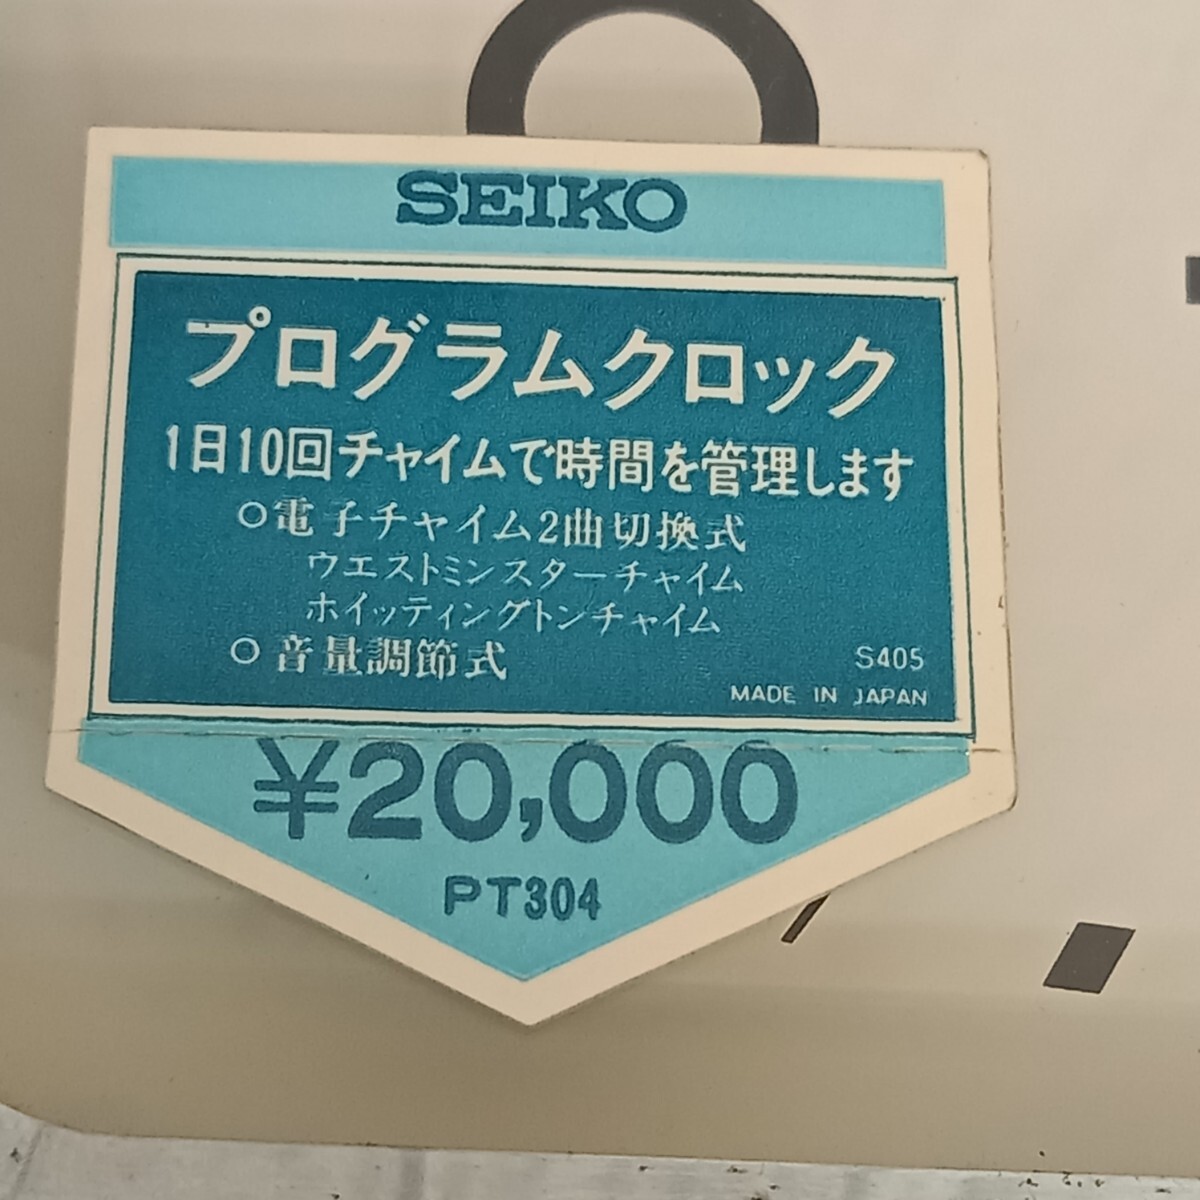 SEIKO
プログラムクロック
1日10回チャイムで時間を管理します
○電子チャイム2曲切換式
ウエストミンスターチャイム
ホイッティングトンチャイム
○音量調節式
S405
MADE IN JAPAN
¥20,000
PT304